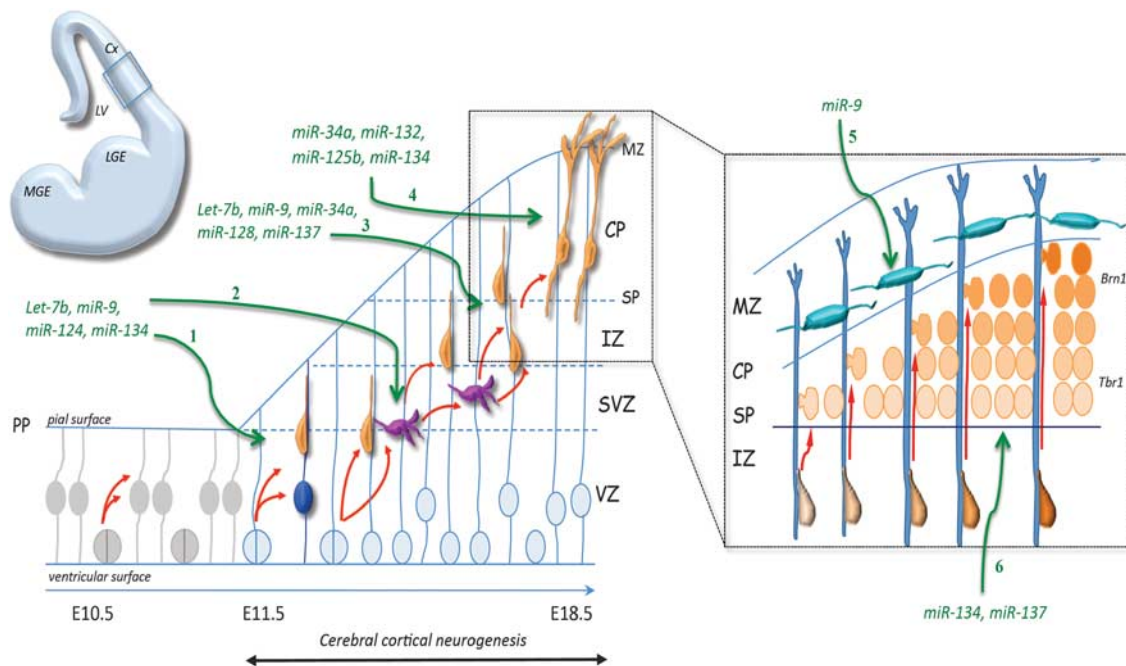 Cx
LV
LGE
MGE
miR-34a, miR-132,
miR-125b, miR-134
4
MZ
Let-7b, miR-9, miR-34a,
miR-128, miR-137
3
CP
SP
IZ
Let-7b, miR-9,
miR-124, miR-134
2
1
SVZ
PP
pial surface
VZ
ventricular surface
E10.5
E11.5
E18.5
Cerebral cortical neurogenesis
miR-9
5
MZ
Brn1
CP
Tbr1
SP
IZ
6
miR-134, miR-137